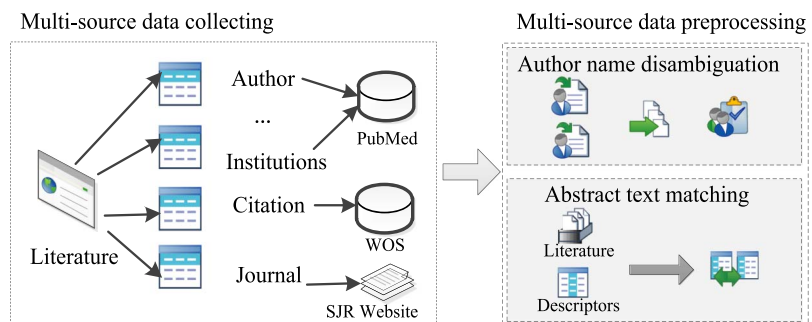 Multi-source data collecting
Multi-source data preprocessing
Author
...
Institutions
PubMed
Citation
WOS
Literature
Journal
SJR Website
Author name disambiguation
Abstract text matching
Literature
Descriptors